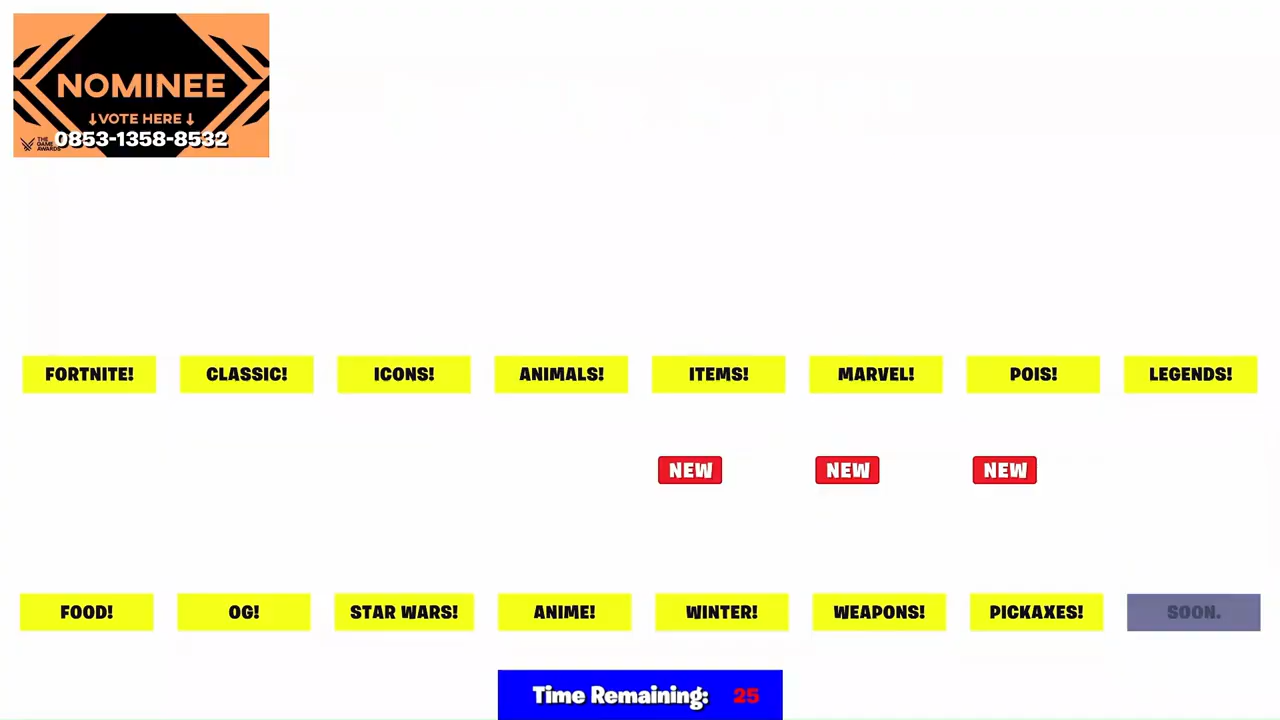 NOMINEE
↓VOTE HERE↓
THE
GAME
AWARDS
0853-1358-8532
FORTNITE! CLASSIC! ICONS! ANIMALS! ITEMS! MARVEL! POIS! LEGENDS!
NEW NEW NEW
FOOD! OG! STAR WARS! ANIME! WINTER! WEAPONS! PICKAXES! SOON.
Time Remaining: 25